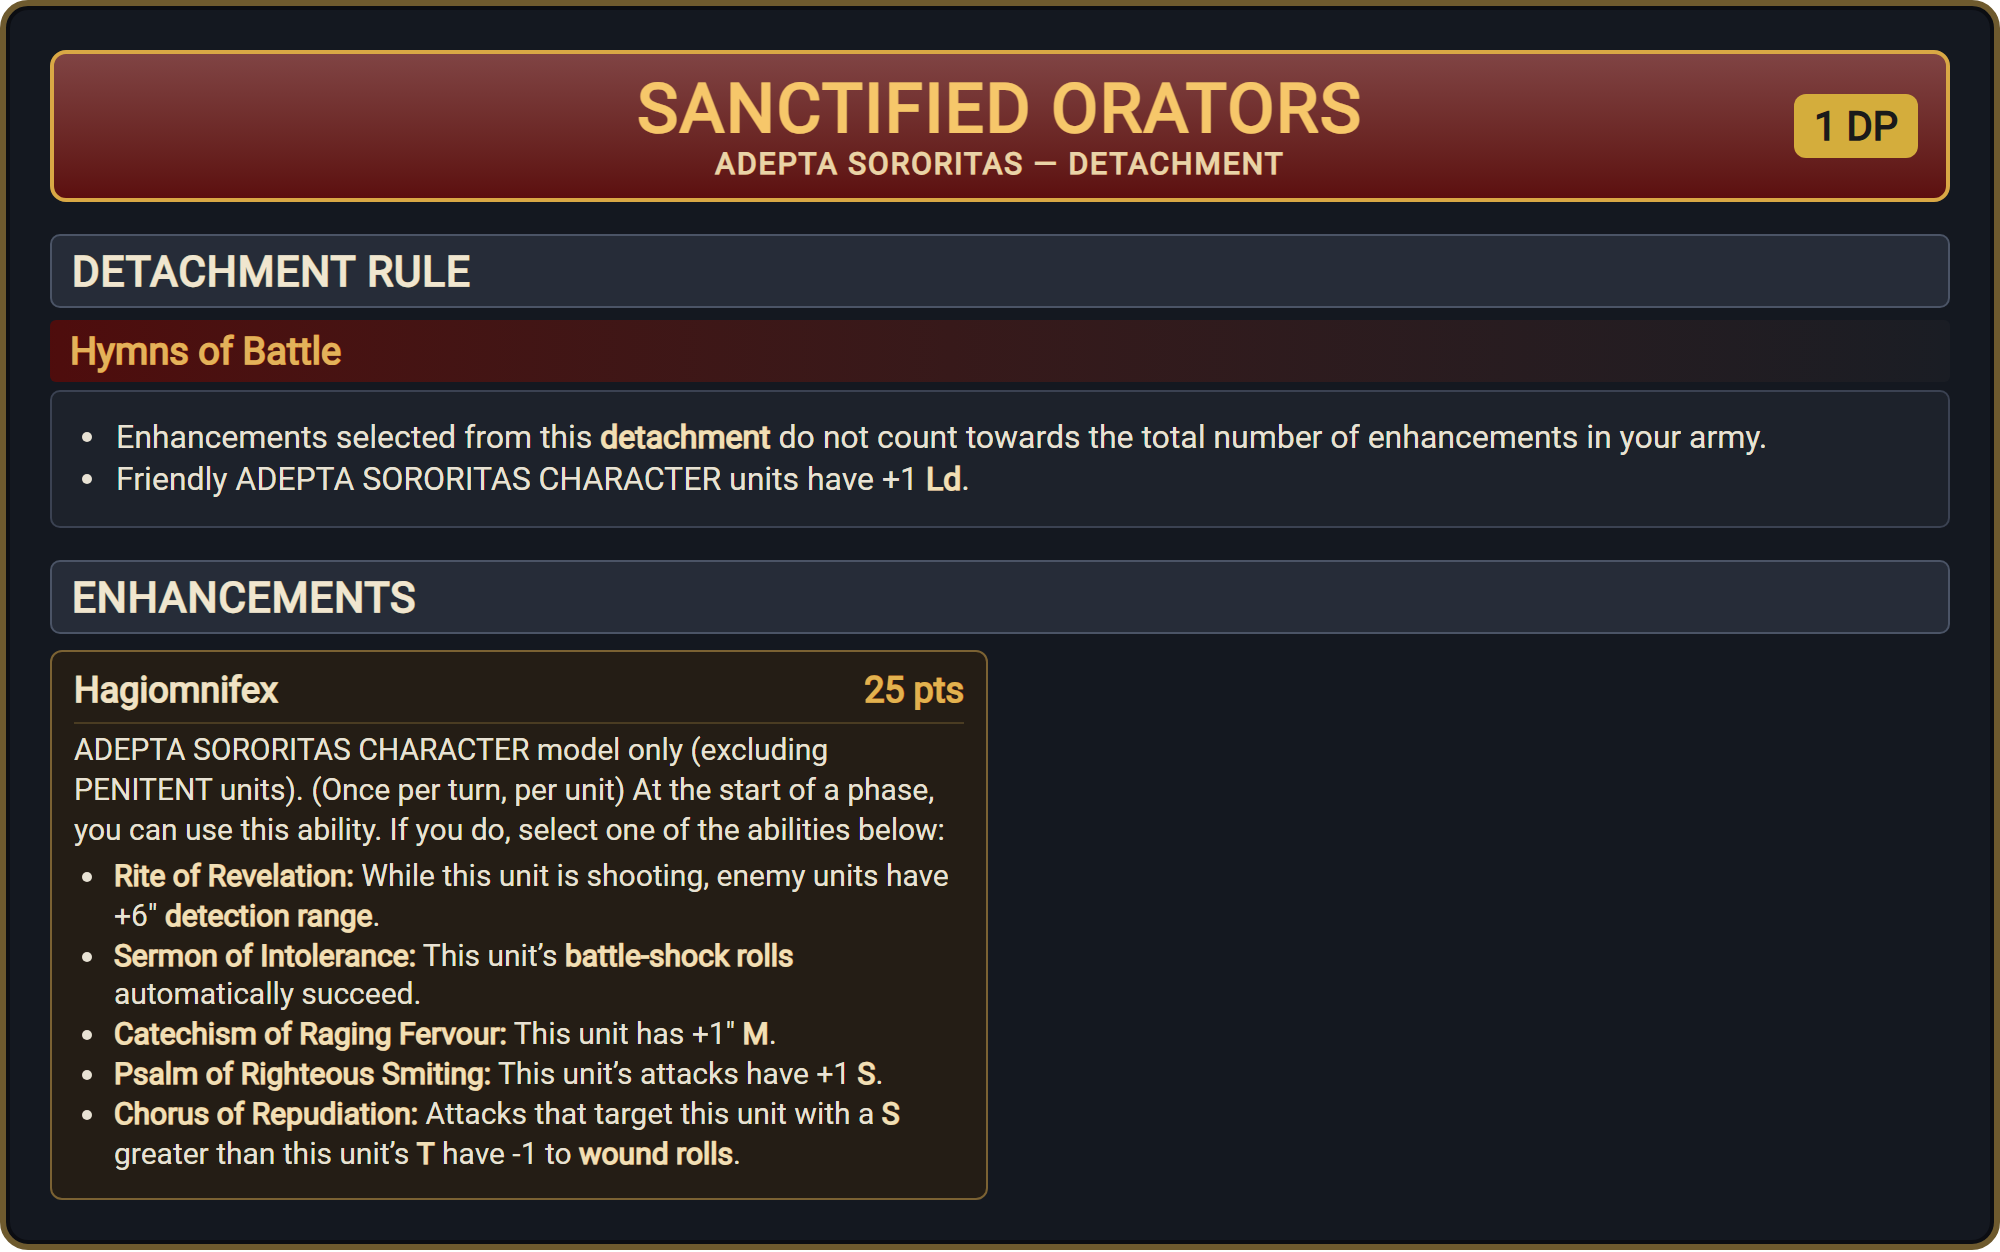 SANCTIFIED ORATORS
ADEPTA SORORITAS — DETACHMENT
1 DP
DETACHMENT RULE
Hymns of Battle
• Enhancements selected from this detachment do not count towards the total number of enhancements in your army.
• Friendly ADEPTA SORORITAS CHARACTER units have +1 Ld.
ENHANCEMENTS
Hagiomnifex 25 pts
ADEPTA SORORITAS CHARACTER model only (excluding
PENITENT units). (Once per turn, per unit) At the start of a phase,
you can use this ability. If you do, select one of the abilities below:
• Rite of Revelation: While this unit is shooting, enemy units have
+6" detection range.
• Sermon of Intolerance: This unit’s battle-shock rolls
automatically succeed.
• Catechism of Raging Fervour: This unit has +1" M.
• Psalm of Righteous Smiting: This unit’s attacks have +1 S.
• Chorus of Repudiation: Attacks that target this unit with a S
greater than this unit’s T have -1 to wound rolls.